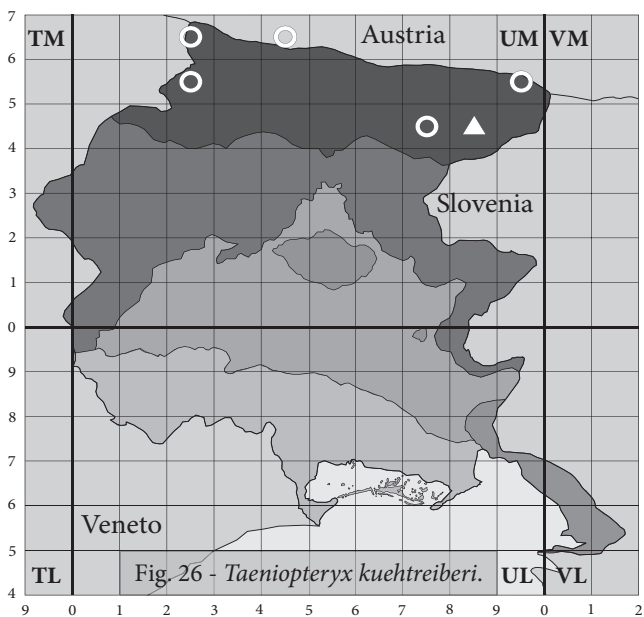 7
TM Austria UM VM
6
5
4
3
Slovenia
2
1
0
9
8
7
6
Veneto
5
TL Fig. 26 - Taeniopteryx kuehtreiberi. UL VL
4
9 0 1 2 3 4 5 6 7 8 9 0 1 2